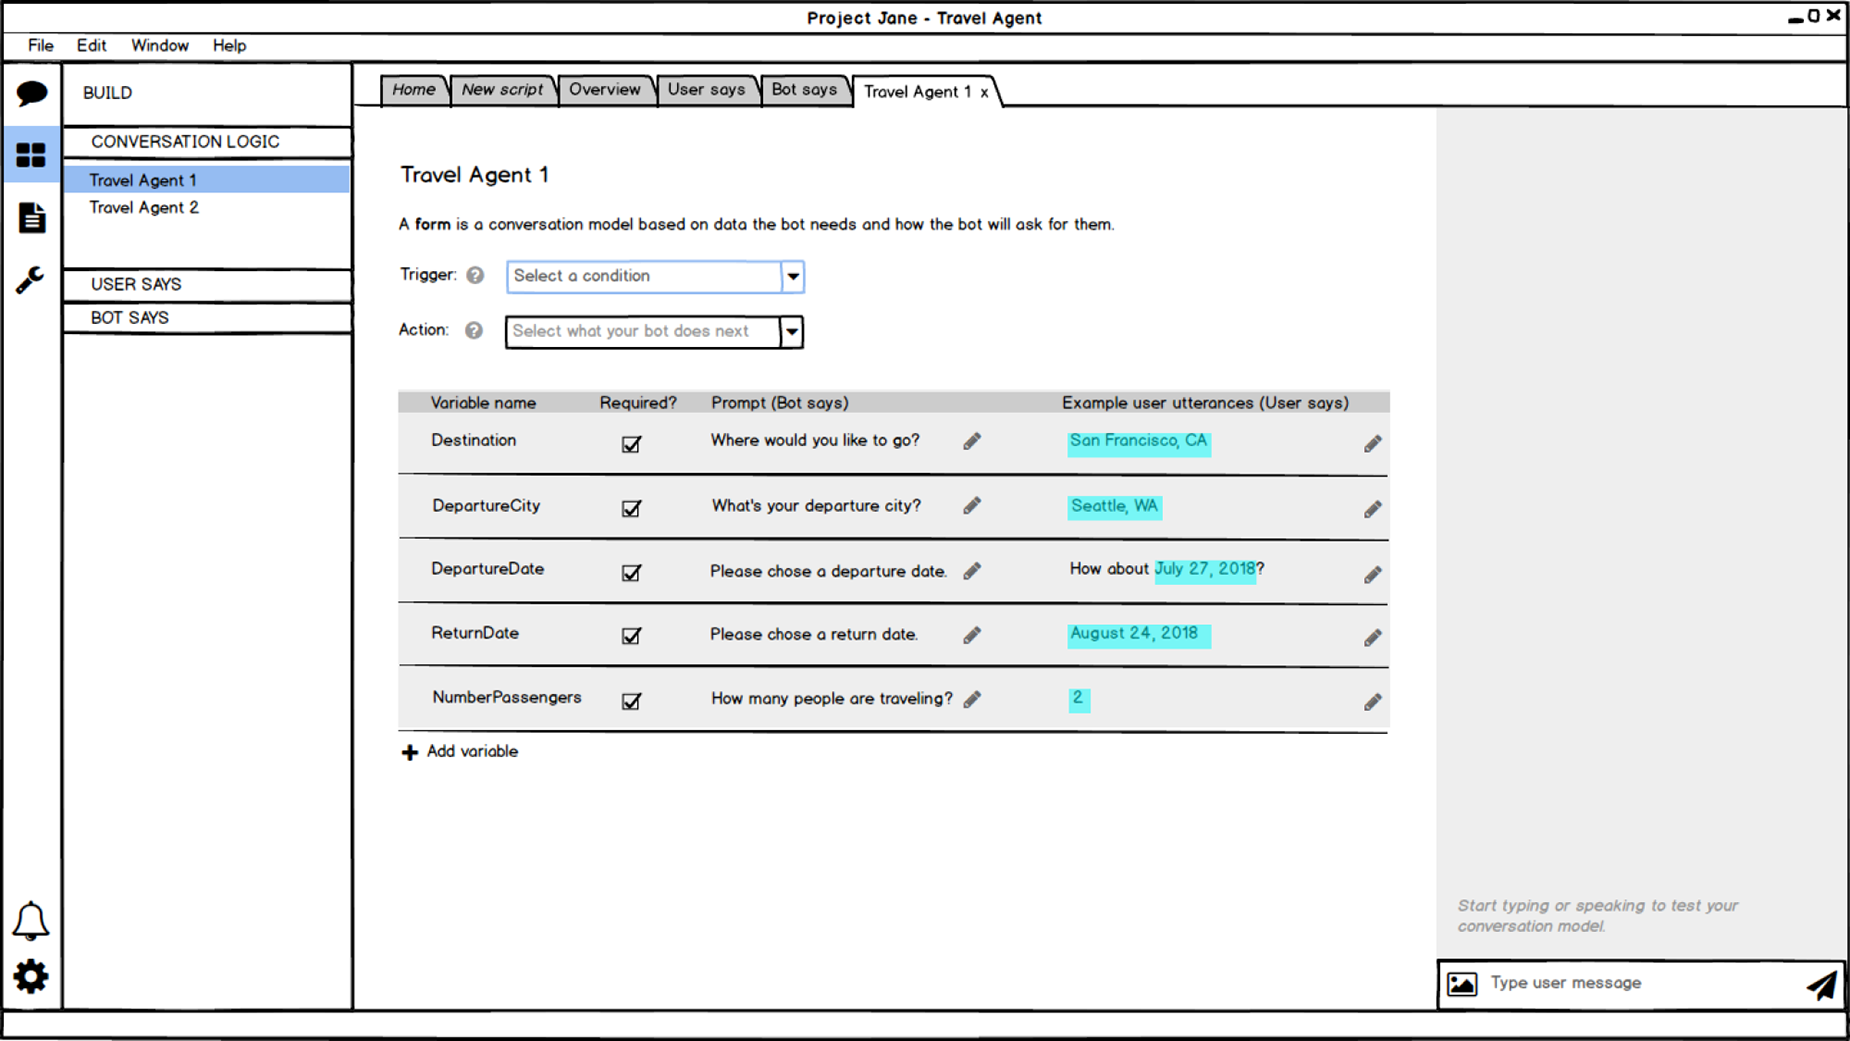 Project Jane - Travel Agent
File Edit Window Help
BUILD
CONVERSATION LOGIC
Travel Agent 1
Travel Agent 2
USER SAYS
BOT SAYS
Home New script Overview User says Bot says Travel Agent 1 x
Travel Agent 1
A form is a conversation model based on data the bot needs and how the bot will ask for them.
Trigger: ? Select a condition
Action: ? Select what your bot does next
Variable name Required? Prompt (Bot says) Example user utterances (User says)
Destination Where would you like to go? San Francisco, CA
DepartureCity What's your departure city? Seattle, WA
DepartureDate Please chose a departure date. How about July 27, 2018?
ReturnDate Please chose a return date. August 24, 2018
NumberPassengers How many people are traveling? 2
Add variable
Start typing or speaking to test your
conversation model.
Type user message